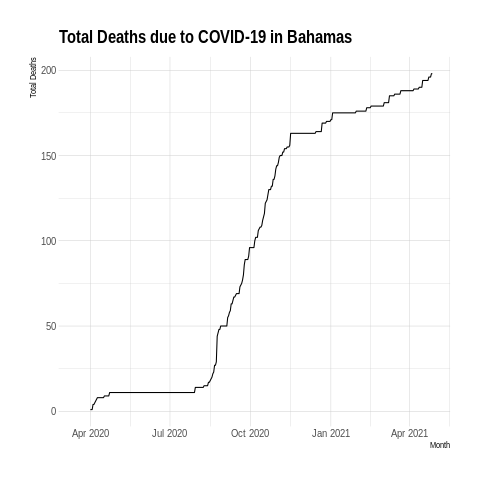 Total Deaths due to COVID-19 in Bahamas
Total Deaths
200
150
100
50
0
Apr 2020 Jul 2020 Oct 2020 Jan 2021 Apr 2021
Month